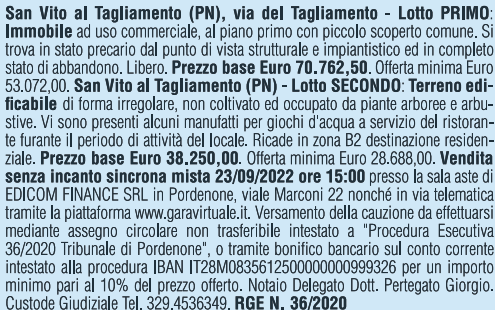 San Vito al Tagliamento (PN), via del Tagliamento - Lotto PRIMO:
Immobile ad uso commerciale, al piano primo con piccolo scoperto comune. Si
trova in stato precario dal punto di vista strutturale e impiantistico ed in completo
stato di abbandono. Libero. Prezzo base Euro 70.762,50. Offerta minima Euro
53.072,00. San Vito al Tagliamento (PN) - Lotto SECONDO: Terreno edi-
ficabile di forma irregolare, non coltivato ed occupato da piante arboree e arbu-
stive. Vi sono presenti alcuni manufatti per giochi d'acqua a servizio del ristoran-
te furante il periodo di attività del locale. Ricade in zona B2 destinazione residen-
ziale. Prezzo base Euro 38.250,00. Offerta minima Euro 28.688,00. Vendita
senza incanto sincrona mista 23/09/2022 ore 15:00 presso la sala aste di
EDICOM FINANCE SRL in Pordenone, viale Marconi 22 nonché in via telematica
tramite la piattaforma www.garavirtuale.it. Versamento della cauzione da effettuarsi
mediante assegno circolare non trasferibile intestato a "Procedura Esecutiva
36/2020 Tribunale di Pordenone", o tramite bonifico bancario sul conto corrente
intestato alla procedura IBAN IT28M0835612500000000999326 per un importo
minimo pari al 10% del prezzo offerto. Notaio Delegato Dott. Pertegato Giorgio.
Custode Giudiziale Tel. 329.4536349. RGE N. 36/2020